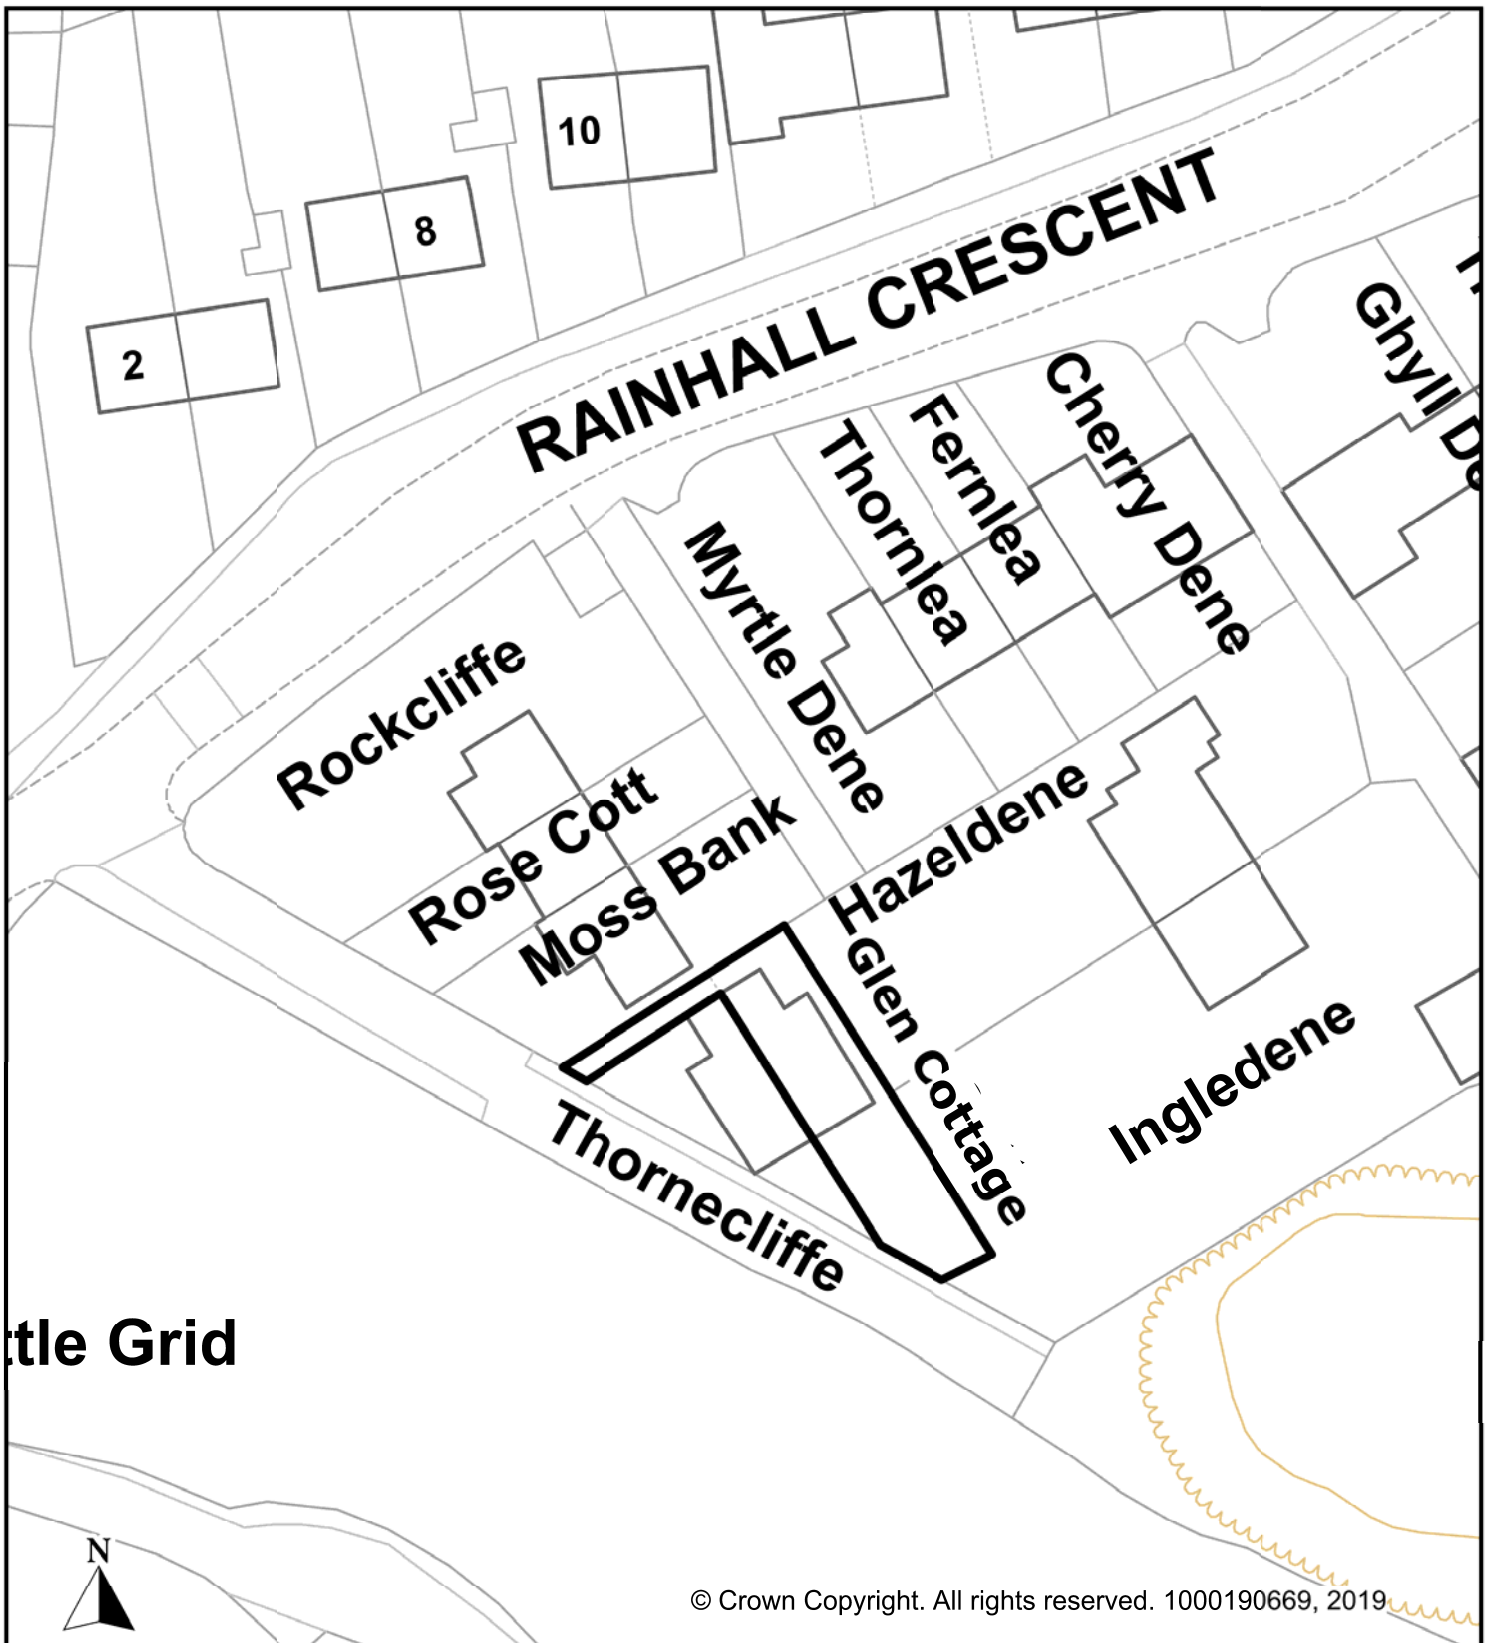 10
8
2
RAINHALL CRESCENT
Ghyll
Cherry Dene
Fernlea
Thornlea
Myrtle Dene
Rockcliffe
Rose Cott
Moss Bank
Hazeldene
Glen Cottage
Ingledene
Thornecliffe
ttle Grid
N
© Crown Copyright. All rights reserved. 1000190669, 2019